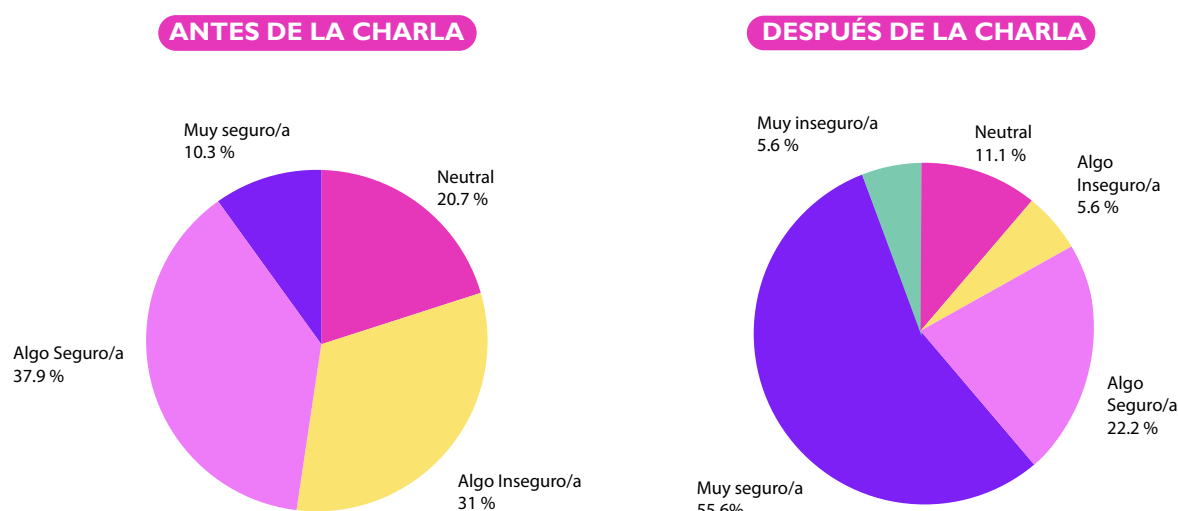 ANTES DE LA CHARLA
Muy seguro/a
10.3 %
Neutral
20.7 %
Algo Seguro/a
37.9 %
Algo Inseguro/a
31 %
DESPUÉS DE LA CHARLA
Muy inseguro/a
5.6 %
Neutral
11.1 %
Algo
Inseguro/a
5.6 %
Algo
Seguro/a
22.2 %
Muy seguro/a
55.6%